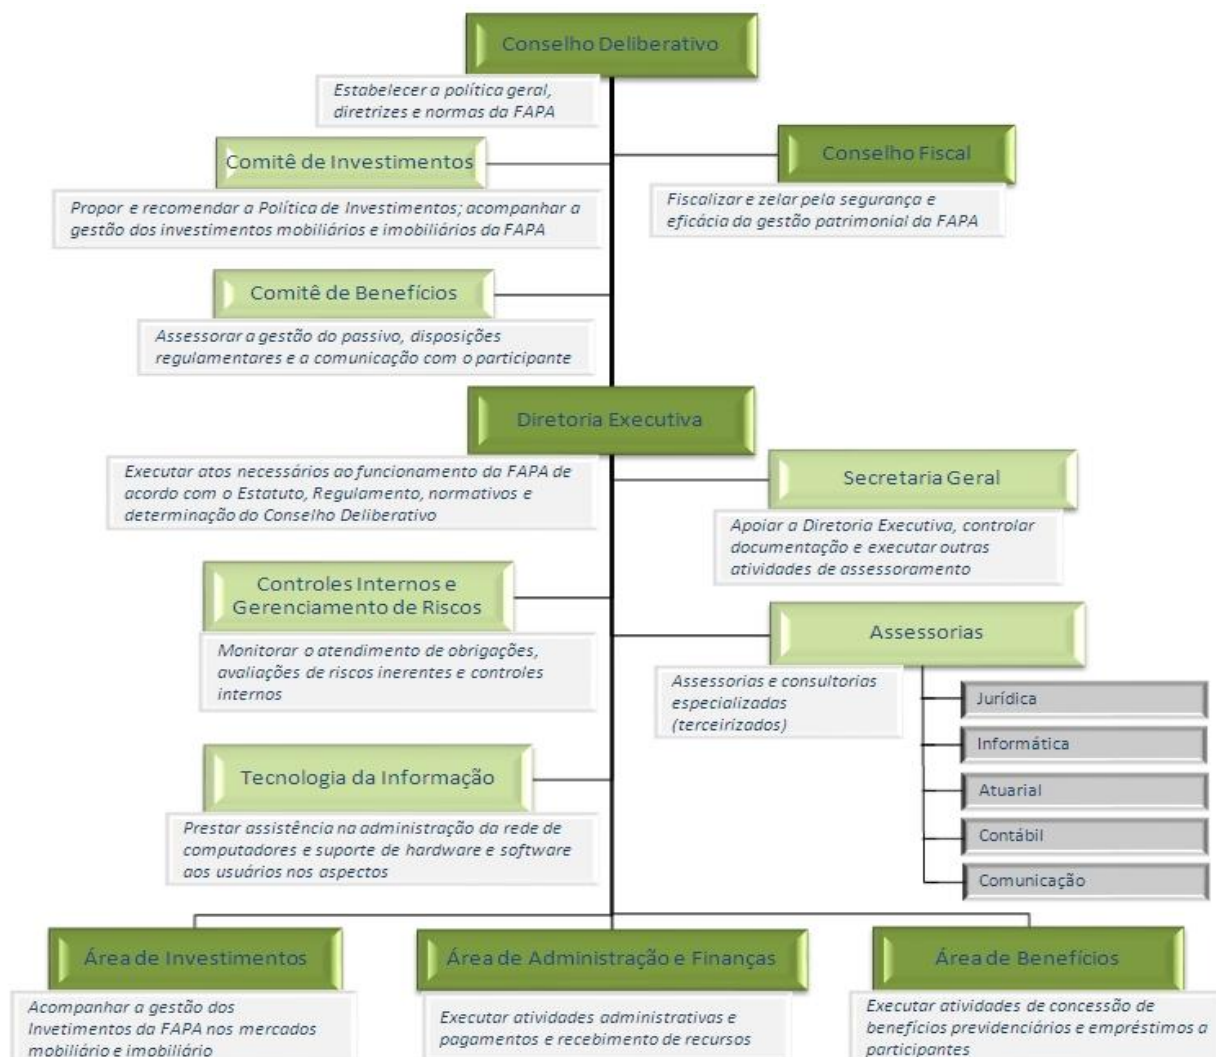 Conselho Deliberativo
Estabelecer a política geral,
diretrizes e normas da FAPA
Comitê de Investimentos
Propor e recomendar a Política de Investimentos; acompanhar a
gestão dos investimentos mobiliários e imobiliários da FAPA
Conselho Fiscal
Fiscalizar e zelar pela segurança e
eficácia da gestão patrimonial da FAPA
Comitê de Benefícios
Assessorar a gestão do passivo, disposições
regulamentares e a comunicação com o participante
Diretoria Executiva
Executar atos necessários ao funcionamento da FAPA de
acordo com o Estatuto, Regulamento, normativos e
determinação do Conselho Deliberativo
Secretaria Geral
Apoiar a Diretoria Executiva, controlar
documentação e executar outras
atividades de assessoramento
Controles Internos e
Gerenciamento de Riscos
Monitorar o atendimento de obrigações,
avaliações de riscos inerentes e controles
internos
Assessorias
Assessorias e consultorias
especializadas
(terceirizados)
Jurídica
Informática
Atuarial
Contábil
Comunicação
Tecnologia da Informação
Prestar assistência na administração da rede de
computadores e suporte de hardware e software
aos usuários nos aspectos
Área de Investimentos
Acompanhar a gestão dos
Invetimentos da FAPA nos mercados
mobiliário e imobiliário
Área de Administração e Finanças
Executar atividades administrativas e
pagamentos e recebimento de recursos
Área de Benefícios
Executar atividades de concessão de
benefícios previdenciários e empréstimos a
participantes